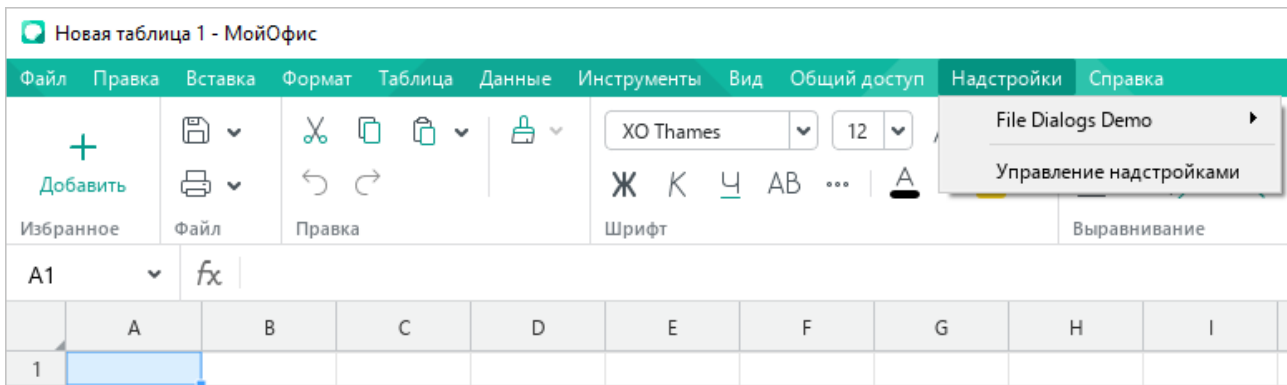 Новая таблица 1 - МойОфис
Файл Правка Вставка Формат Таблица Данные Инструменты Вид Общий доступ Надстройки Справка
File Dialogs Demo
Управление надстройками
XO Thames 12
Добавить Ж К Ч АВ A
Избранное Файл Правка Шрифт Выравнивание
A1 fx
A B C D E F G H I
1